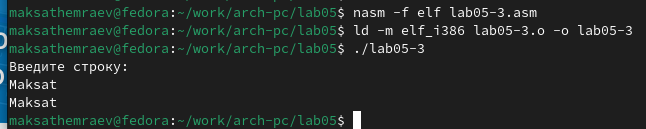 maksathemraev@fedora:~/work/arch-pc/lab05$ nasm -f elf lab05-3.asm
maksathemraev@fedora:~/work/arch-pc/lab05$ ld -m elf_i386 lab05-3.o -o lab05-3
maksathemraev@fedora:~/work/arch-pc/lab05$ ./lab05-3
Введите строку:
Maksat
Maksat
maksathemraev@fedora:~/work/arch-pc/lab05$